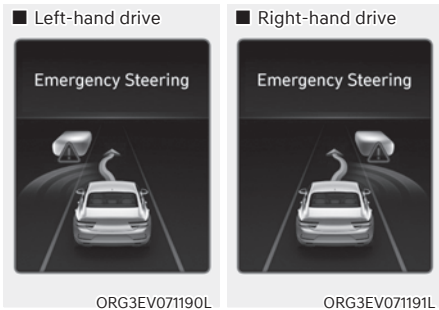 ■ Left-hand drive
Emergency Steering
ORG3EV071190L
■ Right-hand drive
Emergency Steering
ORG3EV071191L